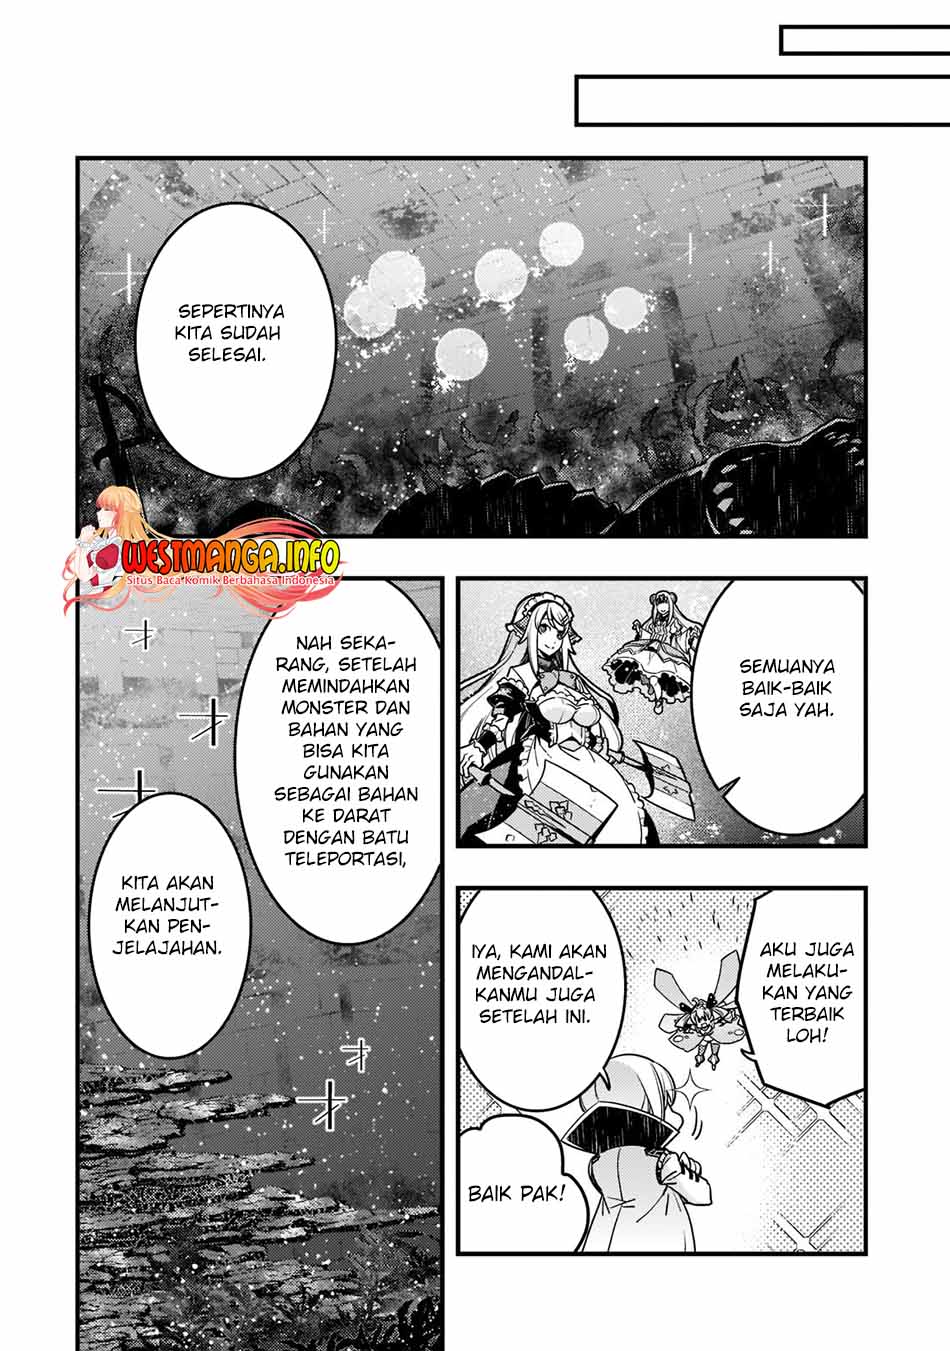 SEPERTINYA
KITA SUDAH
SELESAI.
WESTMANGA.INFO
Situs Baca Komik Berbahasa Indonesia
SEMUANYA
BAIK-BAIK
SAJA YAH.
NAH SEKA-
RANG, SETELAH
MEMINDAHKAN
MONSTER DAN
BAHAN YANG
BISA KITA
GUNAKAN
SEBAGAI BAHAN
KE DARAT
DENGAN BATU
TELEPORTASI,
KITA AKAN
MELANJUT-
KAN PEN-
JELAJAHAN.
AKU JUGA
MELAKU-
KAN YANG
TERBAIK
LOH!
IYA, KAMI AKAN
MENGANDAL-
KANMU JUGA
SETELAH INI.
BAIK PAK!